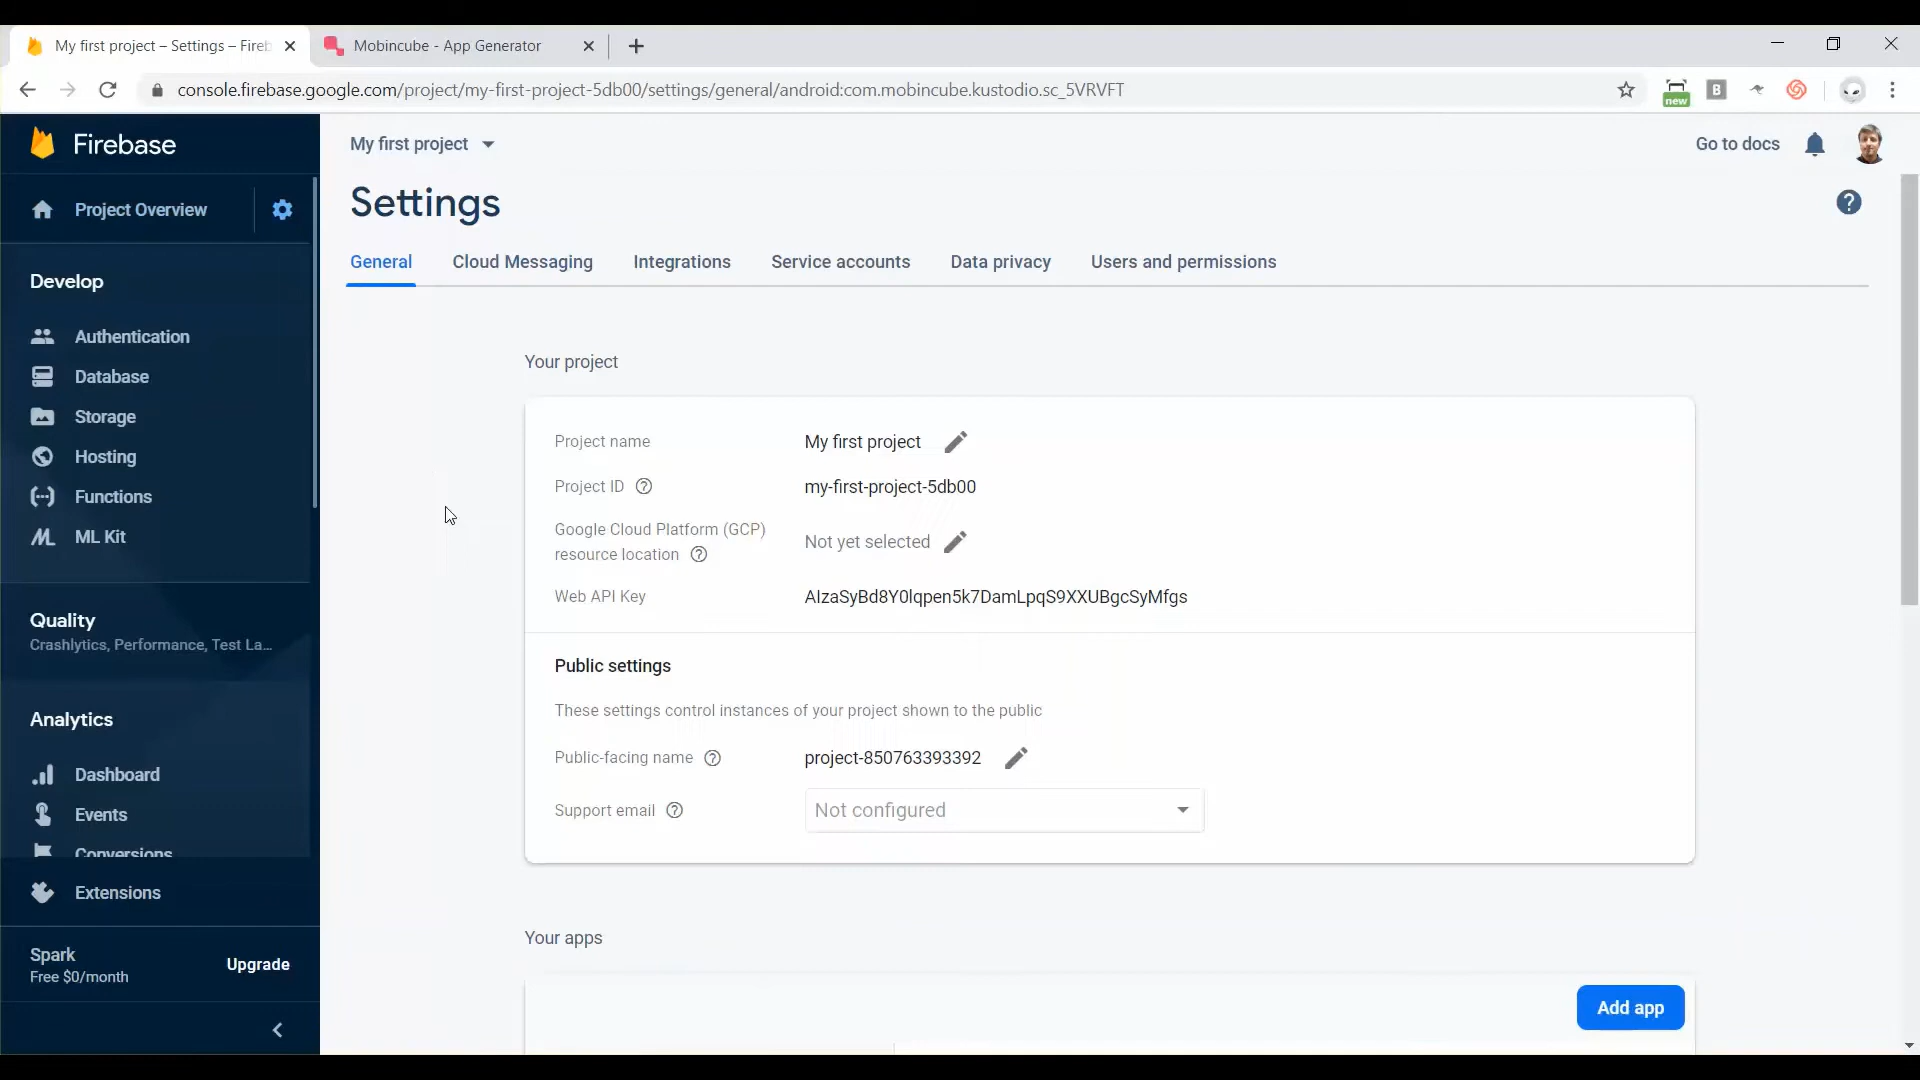 My first project – Settings – Fireb
Mobincube - App Generator
console.firebase.google.com/project/my-first-project-5db00/settings/general/android:com.mobincube.kustodio.sc_5VRVFT
new
B
Firebase
My first project
Go to docs
Project Overview
Settings
General
Cloud Messaging
Integrations
Service accounts
Data privacy
Users and permissions
Develop
Authentication
Database
Storage
Hosting
Functions
ML Kit
Quality
Crashlytics, Performance, Test La...
Analytics
Dashboard
Events
Conversions
Extensions
Spark
Free $0/month
Upgrade
Your project
Project name
My first project
Project ID
my-first-project-5db00
Google Cloud Platform (GCP)
resource location
Not yet selected
Web API Key
AIzaSyBd8Y0lqpen5k7DamLpqS9XXUBgcSyMfgs
Public settings
These settings control instances of your project shown to the public
Public-facing name
project-850763393392
Support email
Not configured
Your apps
Add app